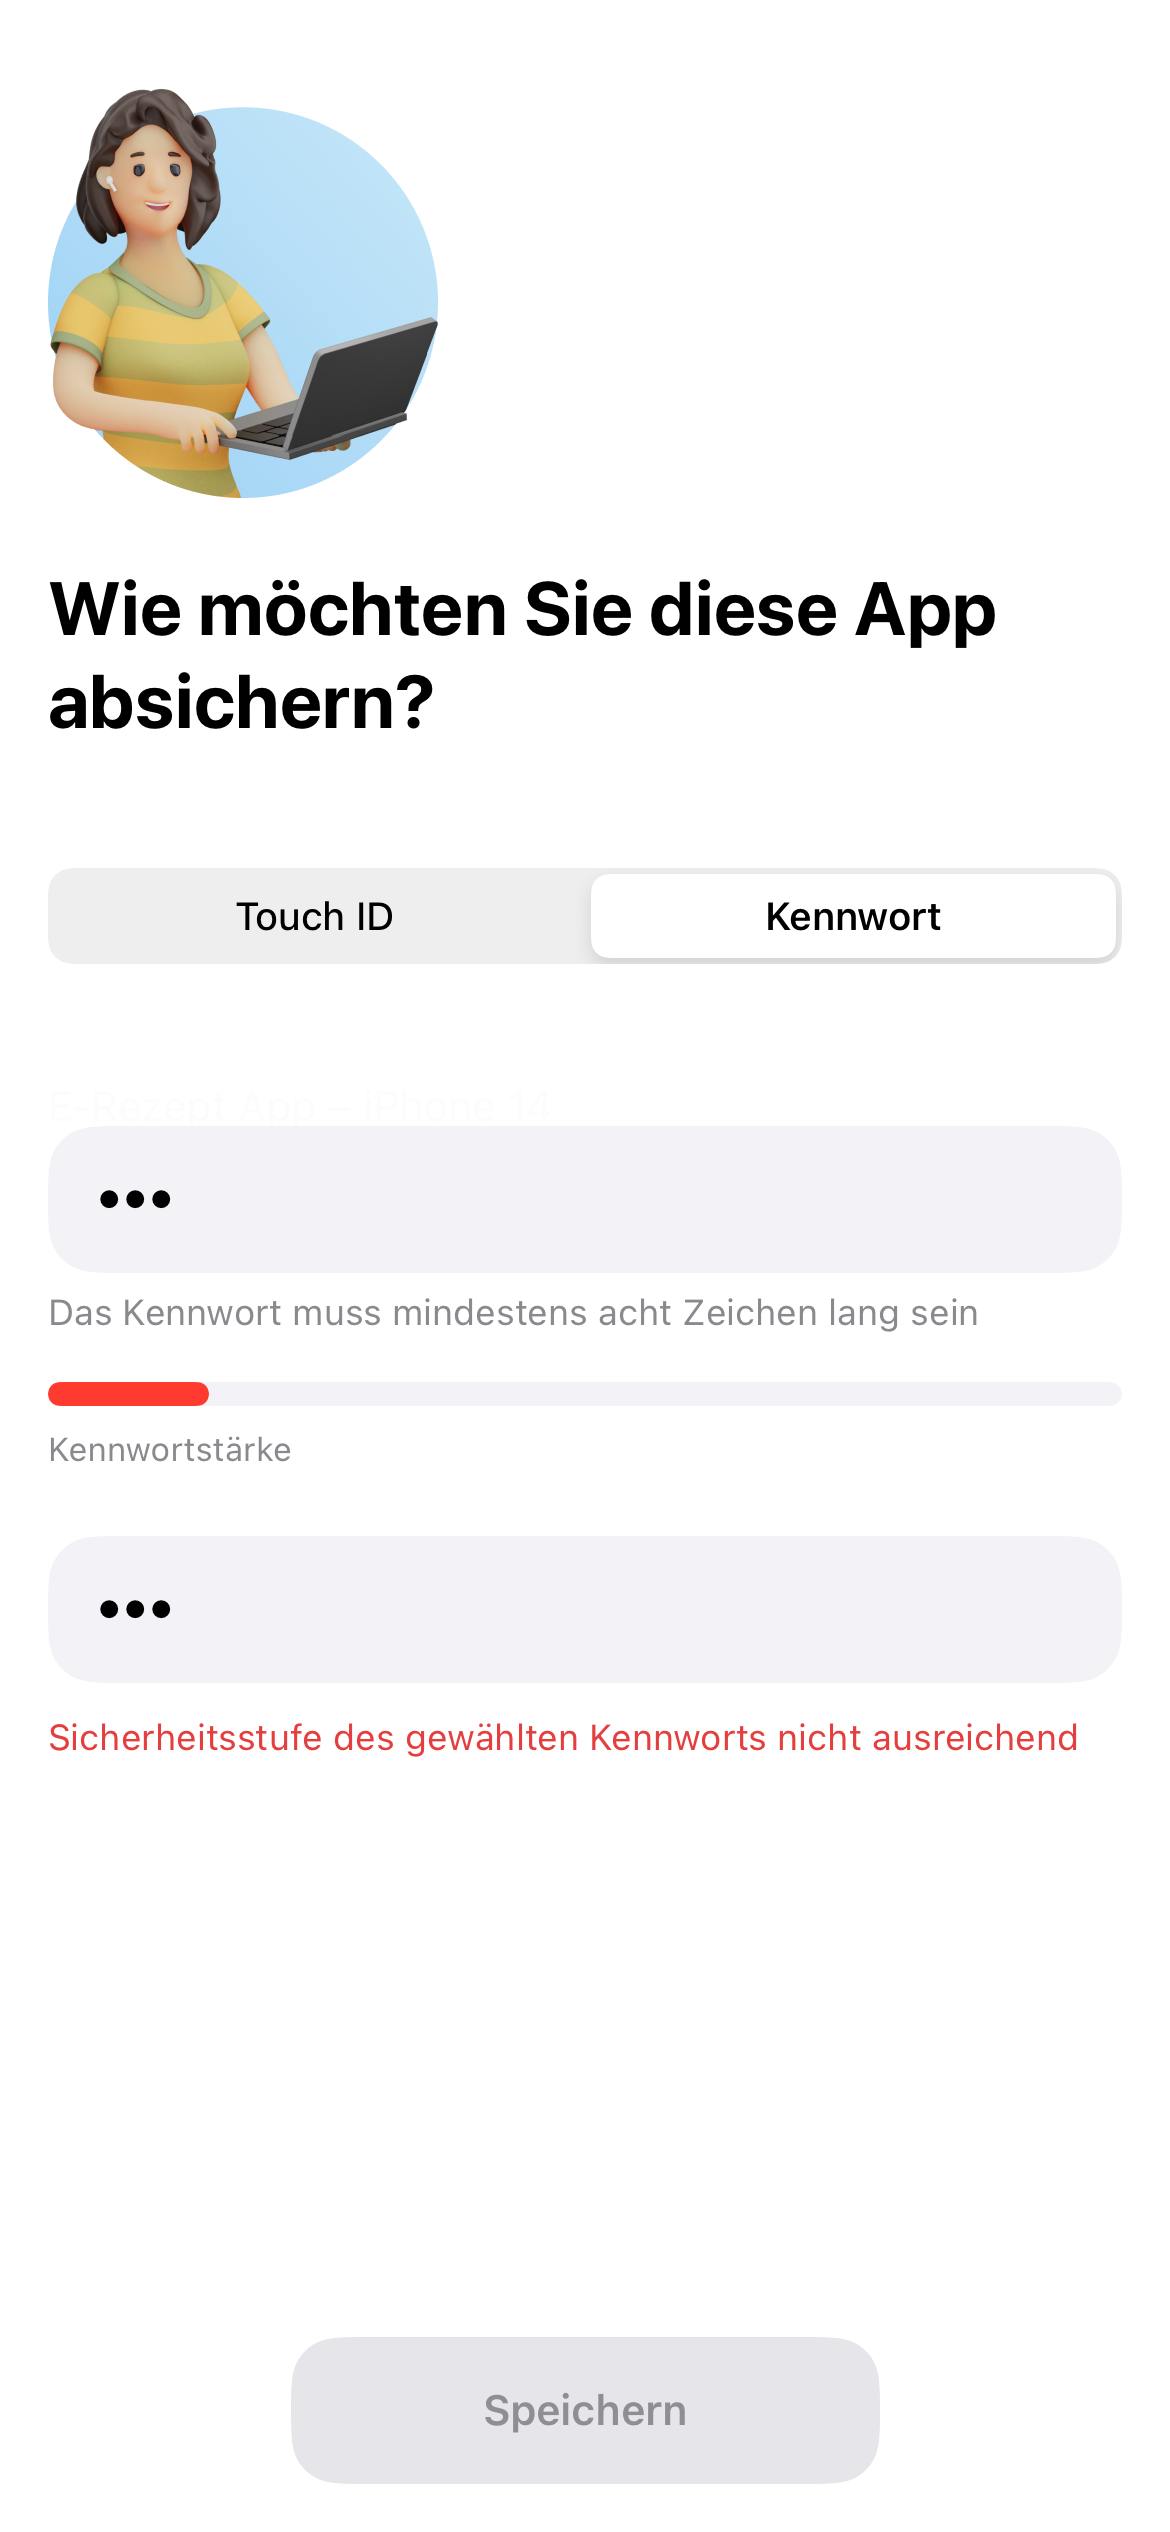 Wie möchten Sie diese App
absichern?
Touch ID
Kennwort
E-Rezept App – iPhone 14
•••
Das Kennwort muss mindestens acht Zeichen lang sein
Kennwortstärke
•••
Sicherheitsstufe des gewählten Kennworts nicht ausreichend
Speichern